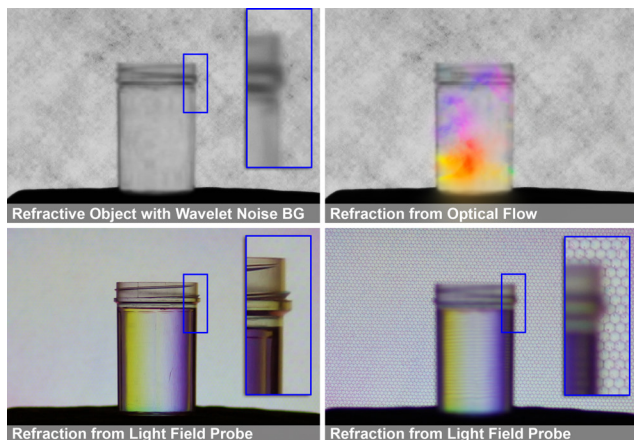 Refractive Object with Wavelet Noise BG
Refraction from Optical Flow
Refraction from Light Field Probe
Refraction from Light Field Probe